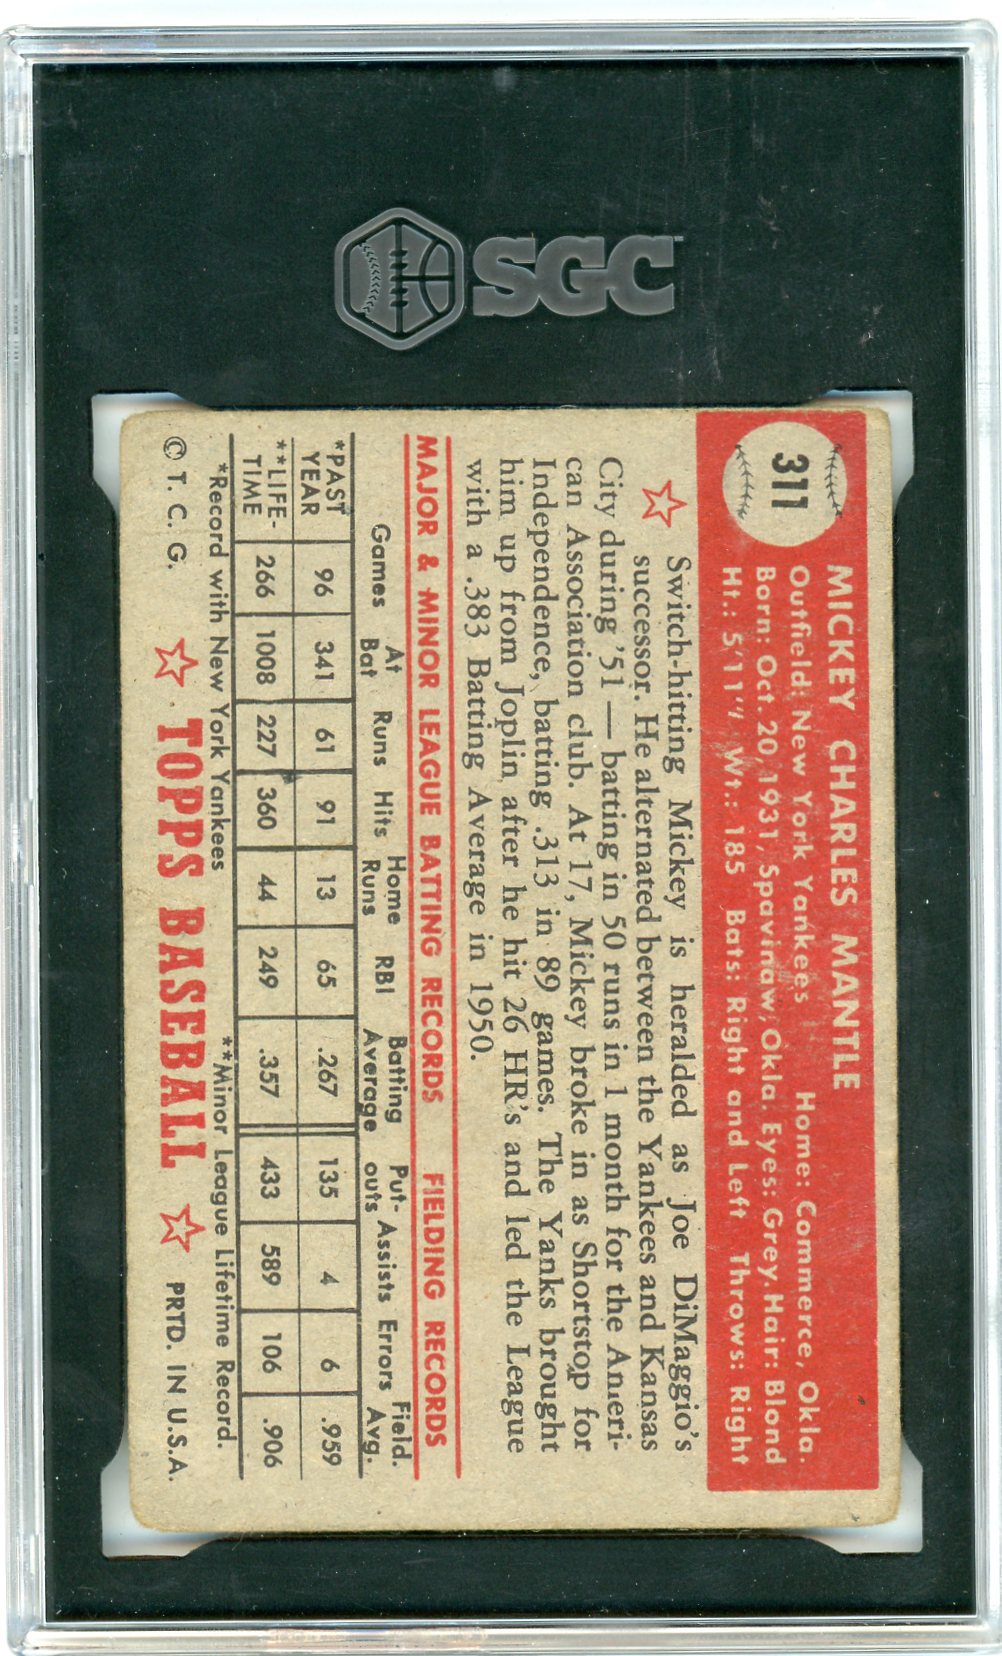 SGC
311
MICKEY CHARLES MANTLE
Outfield: New York Yankees Home: Commerce, Okla.
Born: Oct. 20, 1931, Spavinaw, Okla. Eyes: Grey. Hair: Blond
Ht.: 5'11" Wt.: 185 Bats: Right and Left Throws: Right
Switch-hitting Mickey is heralded as Joe DiMaggio's
successor. He alternated between the Yankees and Kansas
City during '51 — batting in 50 runs in 1 month for the Ameri-
can Association club. At 17, Mickey broke in as Shortstop for
Independence, batting .313 in 89 games. The Yanks brought
him up from Joplin after he hit 26 HR's and led the League
with a .383 Batting Average in 1950.
MAJOR & MINOR LEAGUE BATTING RECORDS FIELDING RECORDS
Games At Bat Runs Hits Home Runs RBI Batting Average Put-outs Assists Errors Field. Avg.
*PAST YEAR 96 341 61 91 13 65 .267 135 4 6 .959
**LIFE-TIME 266 1008 227 360 44 249 .357 433 589 106 .906
*Record with New York Yankees **Minor League Lifetime Record.
© T. C. G. TOPPS BASEBALL PRTD. IN U.S.A.